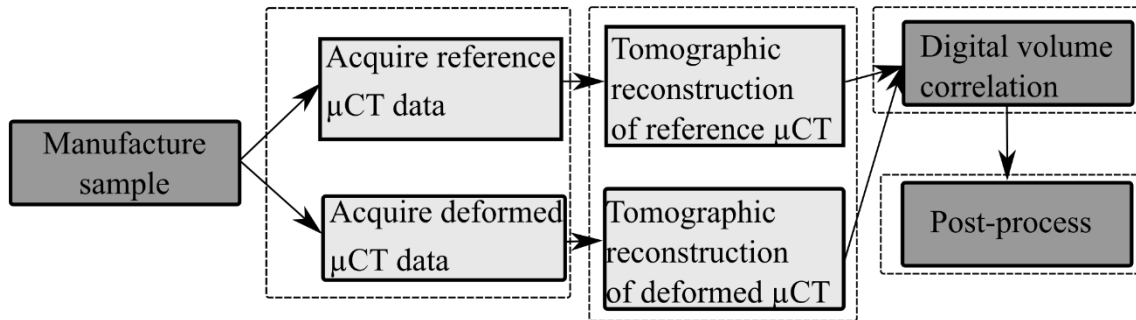 Manufacture
sample
Acquire reference
µCT data
Acquire deformed
µCT data
Tomographic
reconstruction
of reference µCT
Tomographic
reconstruction
of deformed µCT
Digital volume
correlation
Post-process